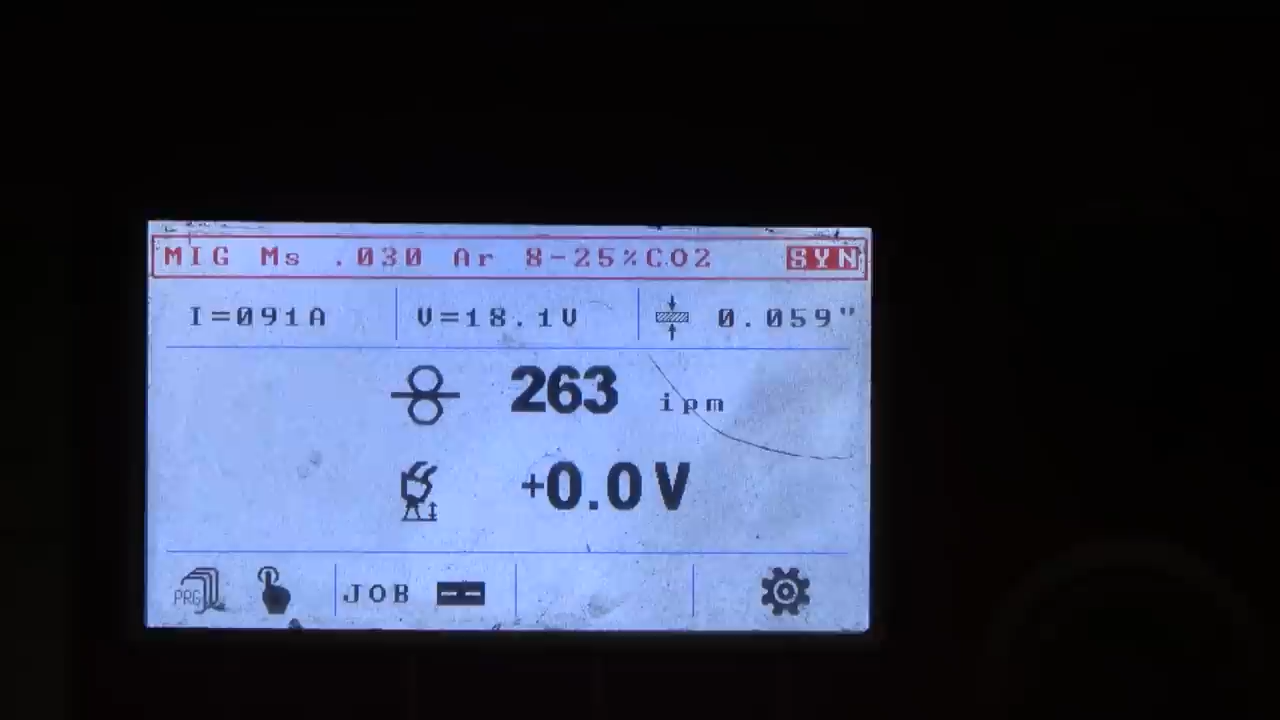 MIG Ms .030 Ar 8-25%CO2 SYN
I=091A V=18.1V 0.059"
263 ipm
+0.0V
PRG JOB --